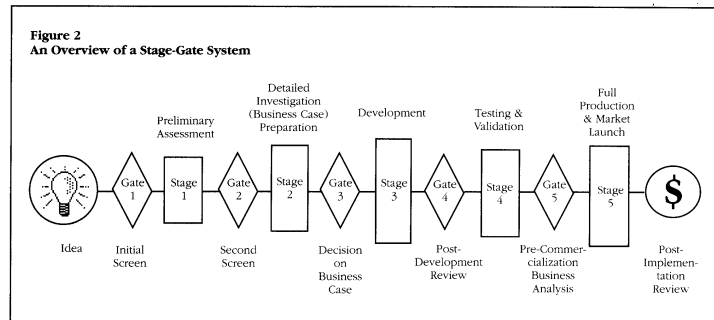 Figure 2
An Overview of a Stage-Gate System
Preliminary
Assessment
Detailed
Investigation
(Business Case)
Preparation
Development
Testing &
Validation
Full
Production
& Market
Launch
Gate
1
Stage
1
Gate
2
Stage
2
Gate
3
Stage
3
Gate
4
Stage
4
Gate
5
Stage
5
$
Idea
Initial
Screen
Second
Screen
Decision
on
Business
Case
Post-
Development
Review
Pre-Commer-
cialization
Business
Analysis
Post-
Implemen-
tation
Review